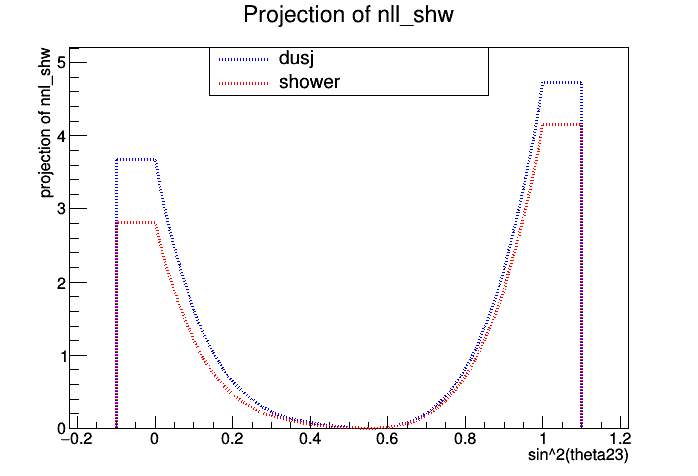 Projection of nll_shw
projection of nnl_shw
dusj
shower
5
4
3
2
1
0
−0.2 0 0.2 0.4 0.6 0.8 1 1.2
sin^2(theta23)